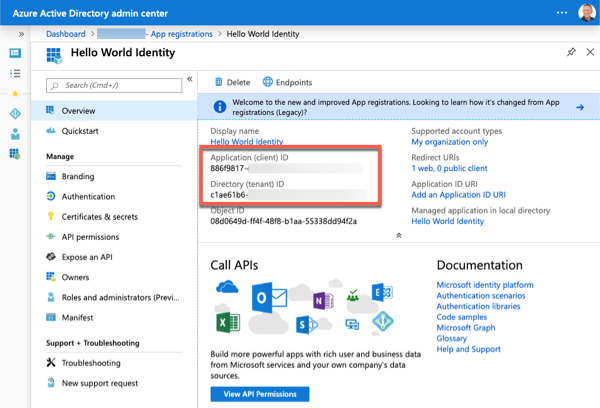 Azure Active Directory admin center
Dashboard > - App registrations > Hello World Identity
Hello World Identity
Search (Cmd+/)
Overview
Quickstart
Manage
Branding
Authentication
Certificates & secrets
API permissions
Expose an API
Owners
Roles and administrators (Previ...
Manifest
Support + Troubleshooting
Troubleshooting
New support request
Delete
Endpoints
Welcome to the new and improved App registrations. Looking to learn how it's changed from App
registrations (Legacy)?
Display name
Hello World Identity
Application (client) ID
886f9817-
Directory (tenant) ID
c1ae61b6-
Object ID
08d0649d-ff4f-48f8-b1aa-55338dd94f2a
Supported account types
My organization only
Redirect URIs
1 web, 0 public client
Application ID URI
Add an Application ID URI
Managed application in local directory
Hello World Identity
Call APIs
Build more powerful apps with rich user and business data
from Microsoft services and your own company's data
sources.
View API Permissions
Documentation
Microsoft identity platform
Authentication scenarios
Authentication libraries
Code samples
Microsoft Graph
Glossary
Help and Support